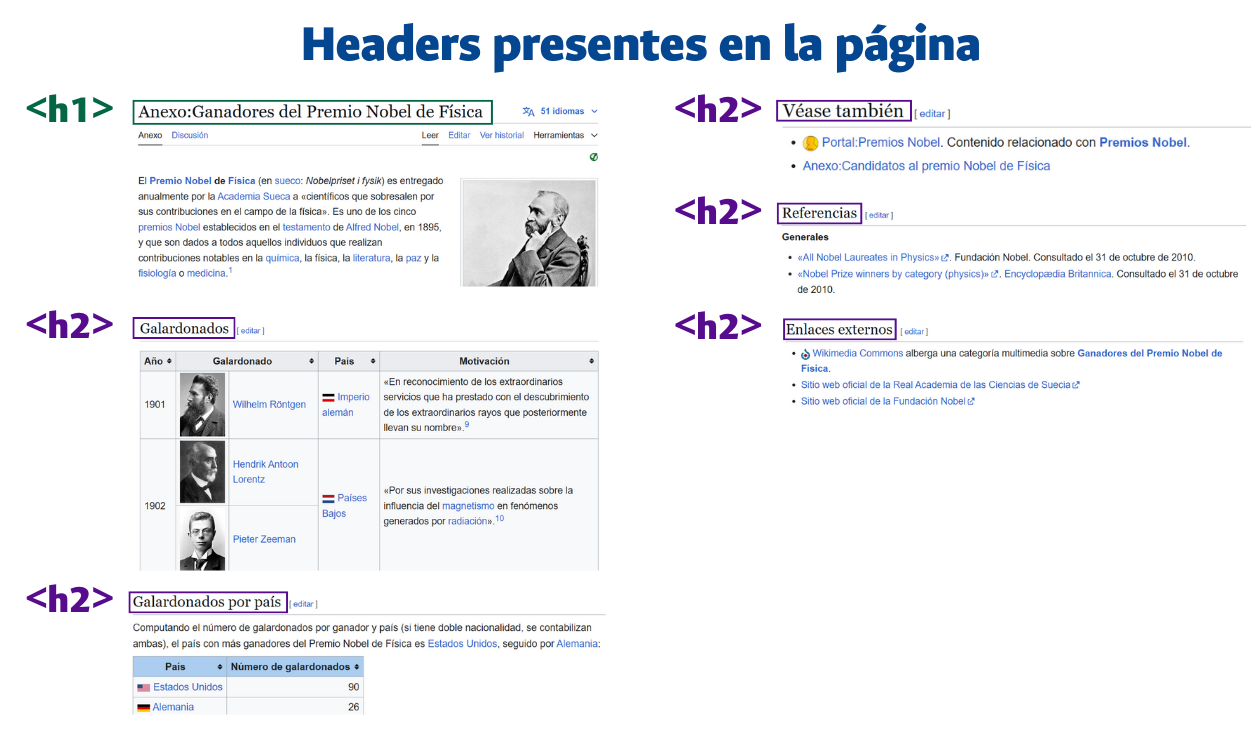 Headers presentes en la página
<h1>
Anexo:Ganadores del Premio Nobel de Física
51 idiomas
Anexo Discusión Leer Editar Ver historial Herramientas
El Premio Nobel de Física (en sueco: Nobelpriset i fysik) es entregado
anualmente por la Academia Sueca a «científicos que sobresalen por
sus contribuciones en el campo de la física». Es uno de los cinco
premios Nobel establecidos en el testamento de Alfred Nobel, en 1895,
y que son dados a todos aquellos individuos que realizan
contribuciones notables en la química, la física, la literatura, la paz y la
fisiología o medicina.1
<h2>
Galardonados [ editar ]
Año Galardonado País Motivación
1901 Wilhelm Röntgen Imperio
alemán
«En reconocimiento de los extraordinarios
servicios que ha prestado con el descubrimiento
de los extraordinarios rayos que posteriormente
llevan su nombre».9
1902
Hendrik Antoon
Lorentz
Pieter Zeeman
Países
Bajos
«Por sus investigaciones realizadas sobre la
influencia del magnetismo en fenómenos
generados por radiación».10
<h2>
Galardonados por país [ editar ]
Computando el número de galardonados por ganador y país (si tiene doble nacionalidad, se contabilizan
ambas), el país con más ganadores del Premio Nobel de Física es Estados Unidos, seguido por Alemania:
País Número de galardonados
Estados Unidos 90
Alemania 26
<h2>
Véase también [ editar ]
• Portal:Premios Nobel. Contenido relacionado con Premios Nobel.
• Anexo:Candidatos al premio Nobel de Física
<h2>
Referencias [ editar ]
Generales
• «All Nobel Laureates in Physics». Fundación Nobel. Consultado el 31 de octubre de 2010.
• «Nobel Prize winners by category (physics)». Encyclopædia Britannica. Consultado el 31 de octubre
de 2010.
<h2>
Enlaces externos [ editar ]
• Wikimedia Commons alberga una categoría multimedia sobre Ganadores del Premio Nobel de
Física.
• Sitio web oficial de la Real Academia de las Ciencias de Suecia
• Sitio web oficial de la Fundación Nobel